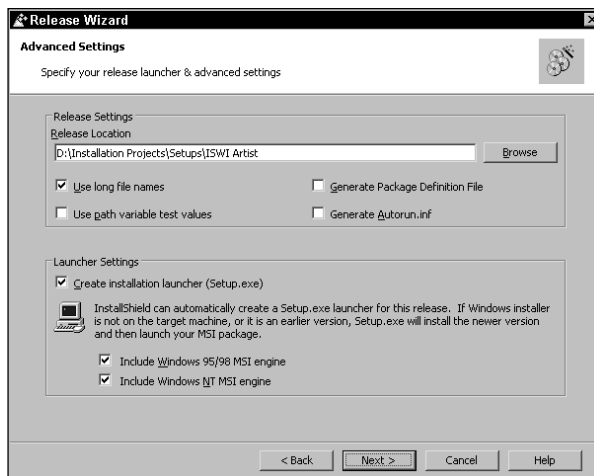 Release Wizard
Advanced Settings
Specify your release launcher & advanced settings
Release Settings
Release Location
D:\Installation Projects\Setups\ISWI Artist
Browse
Use long file names
Generate Package Definition File
Use path variable test values
Generate Autorun.inf
Launcher Settings
Create installation launcher (Setup.exe)
InstallShield can automatically create a Setup.exe launcher for this release. If Windows installer
is not on the target machine, or it is an earlier version, Setup.exe will install the newer version
and then launch your MSI package.
Include Windows 95/98 MSI engine
Include Windows NT MSI engine
< Back
Next >
Cancel
Help